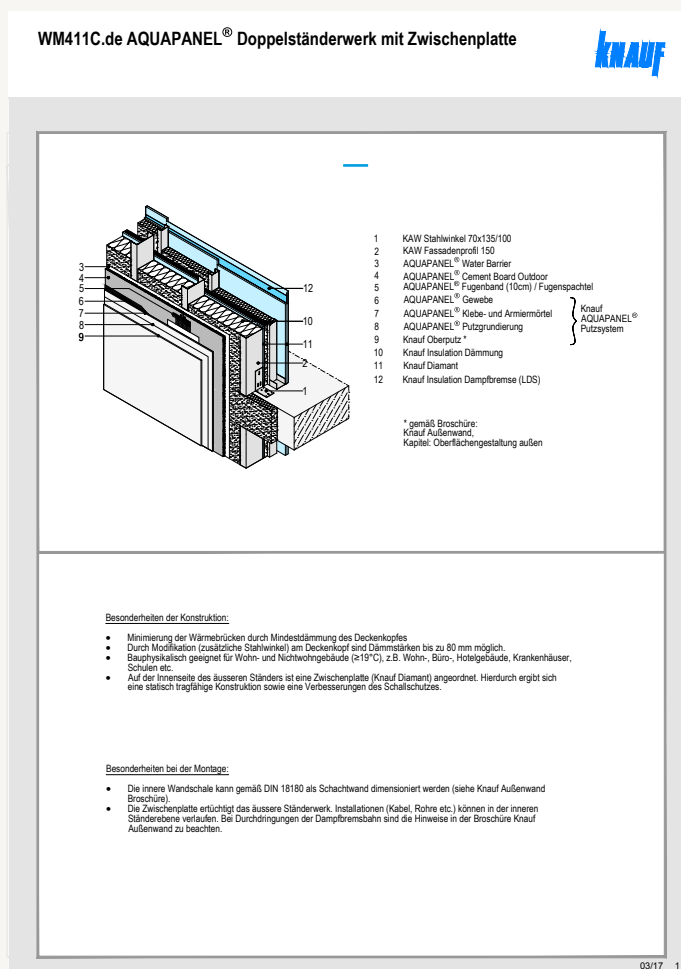 WM411C.de AQUAPANEL® Doppelständerwerk mit Zwischenplatte
KNAUF
1 KAW Stahlwinkel 70x135/100
2 KAW Fassadenprofil 150
3 AQUAPANEL® Water Barrier
4 AQUAPANEL® Cement Board Outdoor
5 AQUAPANEL® Fugenband (10cm) / Fugenspachtel
6 AQUAPANEL® Gewebe
7 AQUAPANEL® Klebe- und Armiermörtel
8 AQUAPANEL® Putzgrundierung
9 Knauf Oberputz *
10 Knauf Insulation Dämmung
11 Knauf Diamant
12 Knauf Insulation Dampfbremse (LDS)
Knauf
AQUAPANEL®
Putzsystem
3
4
5
6
7
8
9
12
10
11
2
1
* gemäß Broschüre:
Knauf Außenwand,
Kapitel: Oberflächengestaltung außen
Besonderheiten der Konstruktion:
• Minimierung der Wärmebrücken durch Mindestdämmung des Deckenkopfes
• Durch Modifikation (zusätzliche Stahlwinkel) am Deckenkopf sind Dämmstärken bis zu 80 mm möglich.
• Bauphysikalisch geeignet für Wohn- und Nichtwohngebäude (≥19°C), z.B. Wohn-, Büro-, Hotelgebäude, Krankenhäuser,
Schulen etc.
• Auf der Innenseite des äusseren Ständers ist eine Zwischenplatte (Knauf Diamant) angeordnet. Hierdurch ergibt sich
eine statisch tragfähige Konstruktion sowie eine Verbesserungen des Schallschutzes.
Besonderheiten bei der Montage:
• Die innere Wandschale kann gemäß DIN 18180 als Schachtwand dimensioniert werden (siehe Knauf Außenwand
Broschüre).
• Die Zwischenplatte ertüchtigt das äussere Ständerwerk. Installationen (Kabel, Rohre etc.) können in der inneren
Ständerebene verlaufen. Bei Durchdringungen der Dampfbremsbahn sind die Hinweise in der Broschüre Knauf
Außenwand zu beachten.
03/17 1